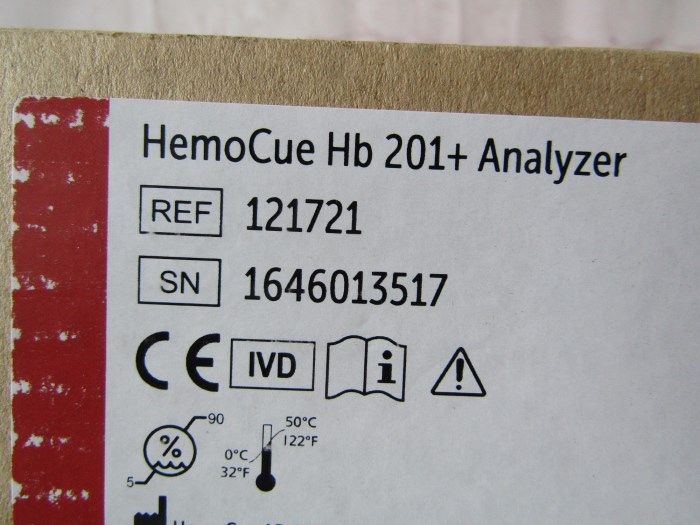 HemoCue Hb 201+ Analyzer
REF 121721
SN 1646013517
CE IVD i !
% 90 5
50°C
122°F
0°C
32°F